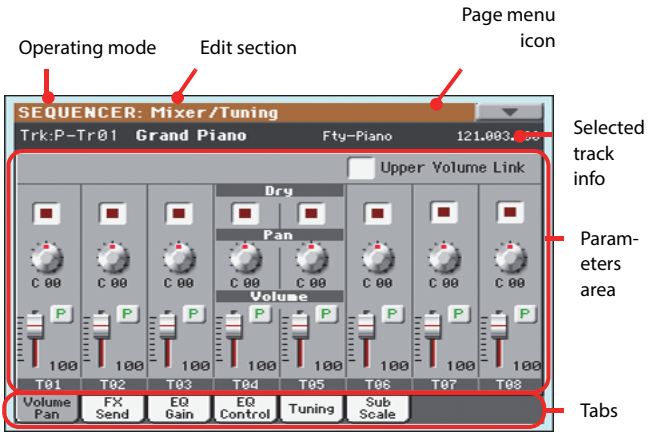 Page menu
icon
Operating mode
Edit section
SEQUENCER: Mixer/Tuning
Trk:P-Tr01 Grand Piano Fty-Piano
Selected
track
info
Upper Volume Link
Dry
Pan
C 00 C 00 C 00 C 00 C 00 C 00 C 00 C 00
Volume
P P P P P P P P
100 100 100 100 100 100 100 100
T01 T02 T03 T04 T05 T06 T07 T08
Param-
eters
area
Volume Pan
FX Send
EQ Gain
EQ Control
Tuning
Sub Scale
Tabs